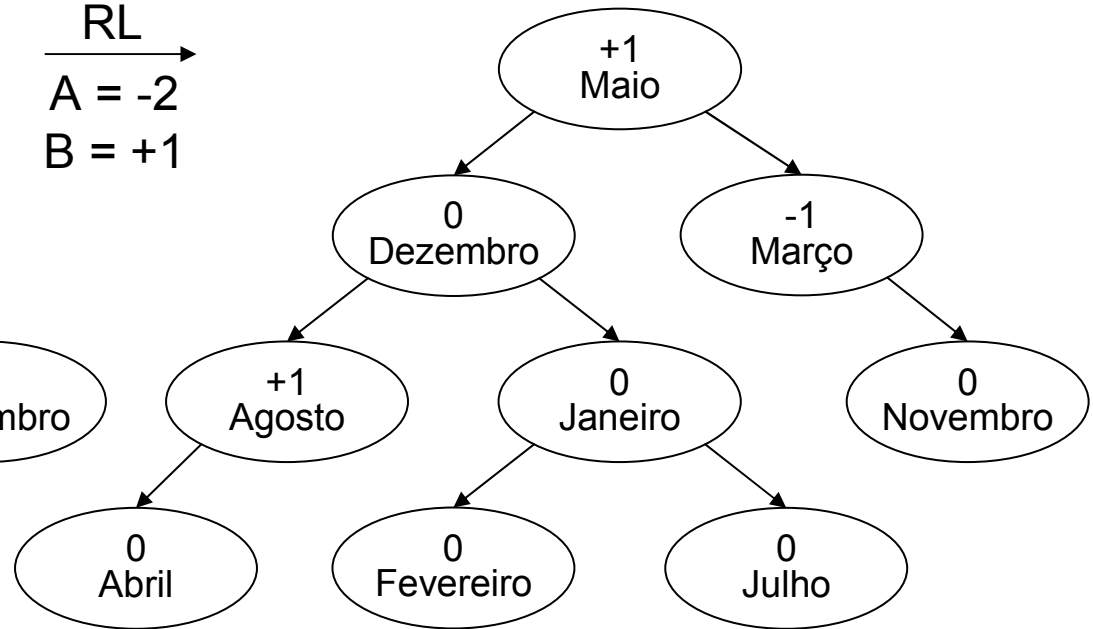 RL
A = -2
B = +1
+1
Maio
0
Dezembro
-1
Março
+1
Agosto
0
Janeiro
0
Novembro
0
Abril
0
Fevereiro
0
Julho